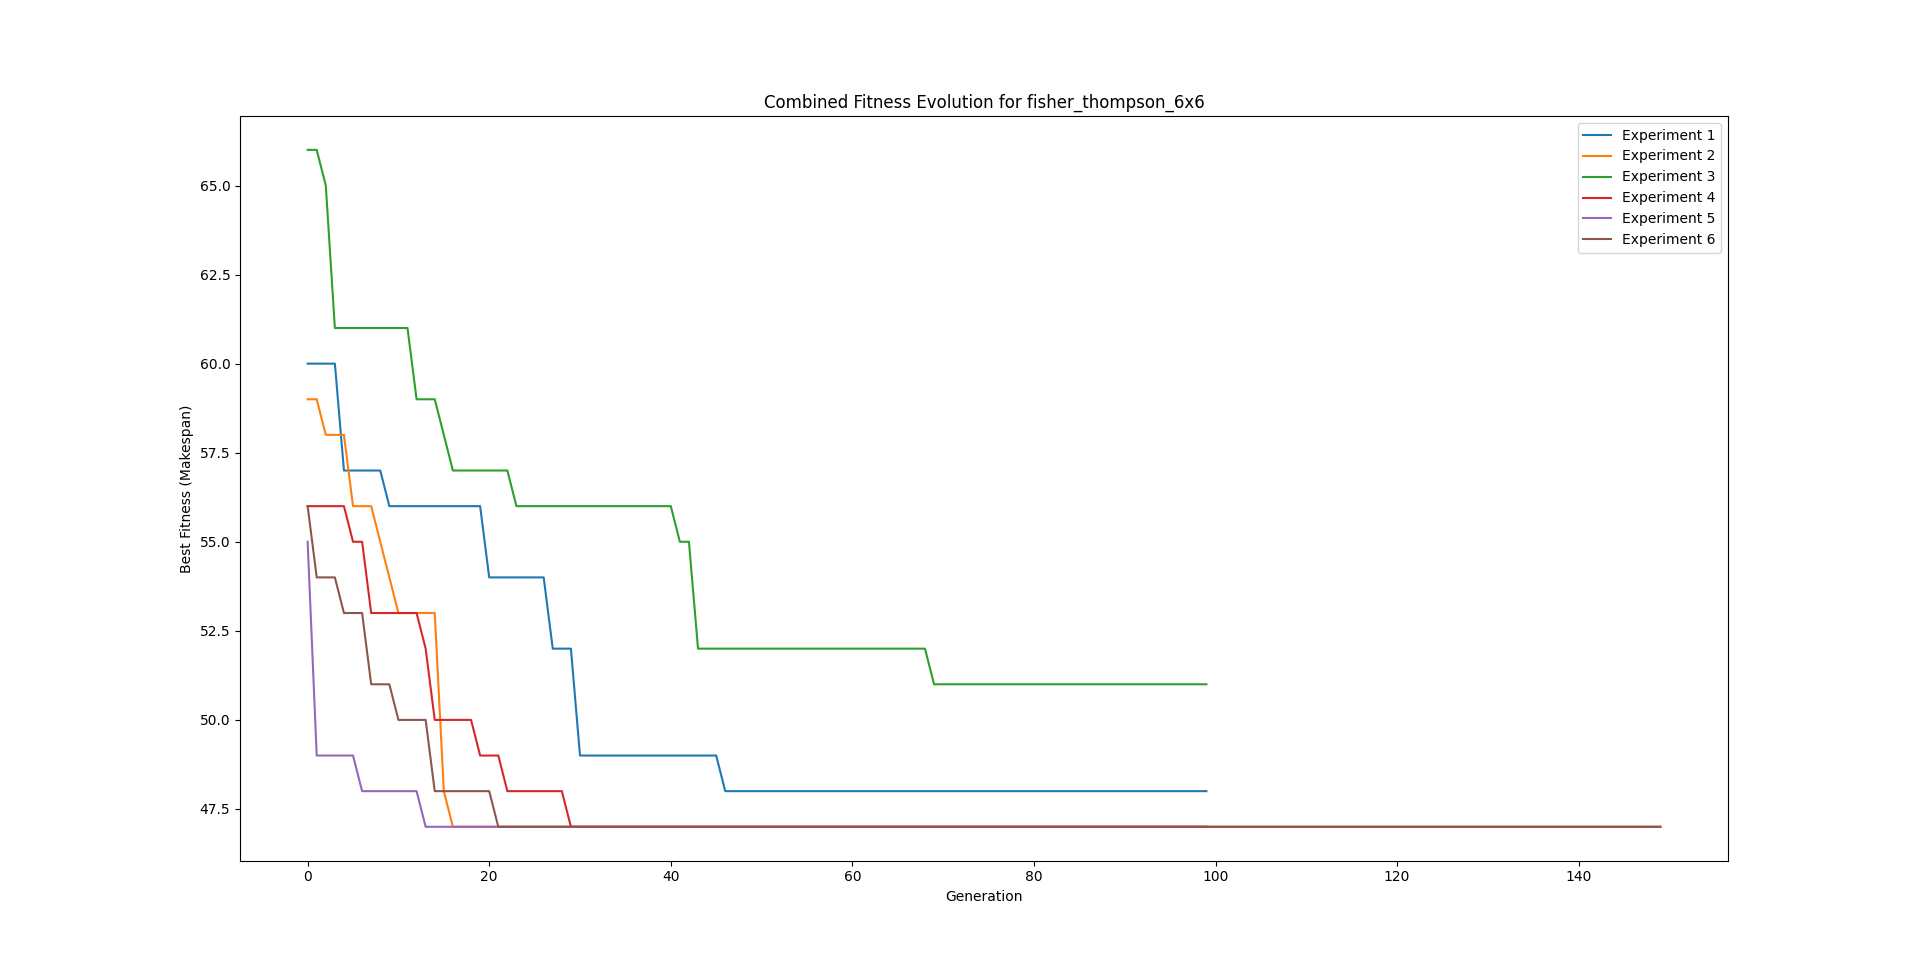 Combined Fitness Evolution for fisher_thompson_6x6
Experiment 1
Experiment 2
Experiment 3
Experiment 4
Experiment 5
Experiment 6
Best Fitness (Makespan)
65.0
62.5
60.0
57.5
55.0
52.5
50.0
47.5
0 20 40 60 80 100 120 140
Generation